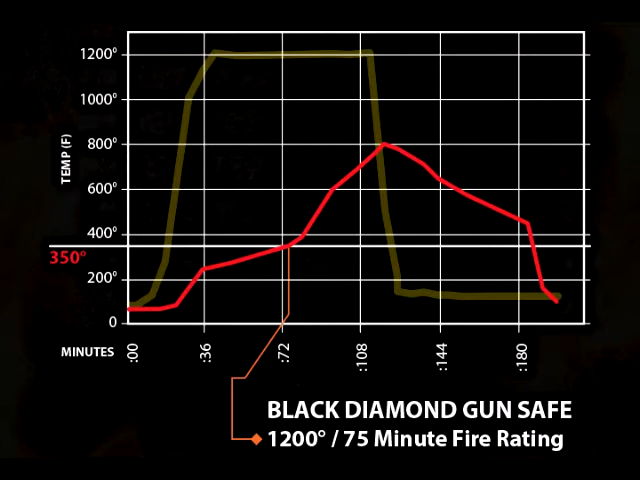 1200°
1000°
800°
600°
400°
350°
200°
0
TEMP (F)
MINUTES :00 :36 :72 :108 :144 :180
BLACK DIAMOND GUN SAFE
1200° / 75 Minute Fire Rating